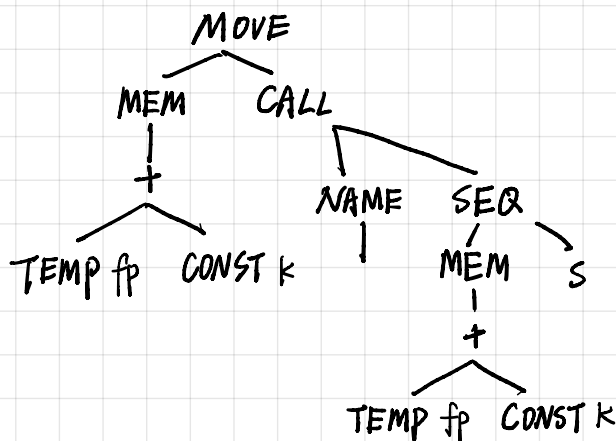 MOVE
MEM CALL
+
NAME SEQ
TEMP fp CONST k
MEM S
+
TEMP fp CONST k